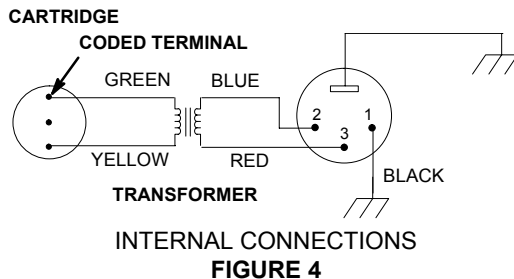 CARTRIDGE
CODED TERMINAL
GREEN
BLUE
2
1
3
YELLOW
RED
BLACK
TRANSFORMER
INTERNAL CONNECTIONS
FIGURE 4